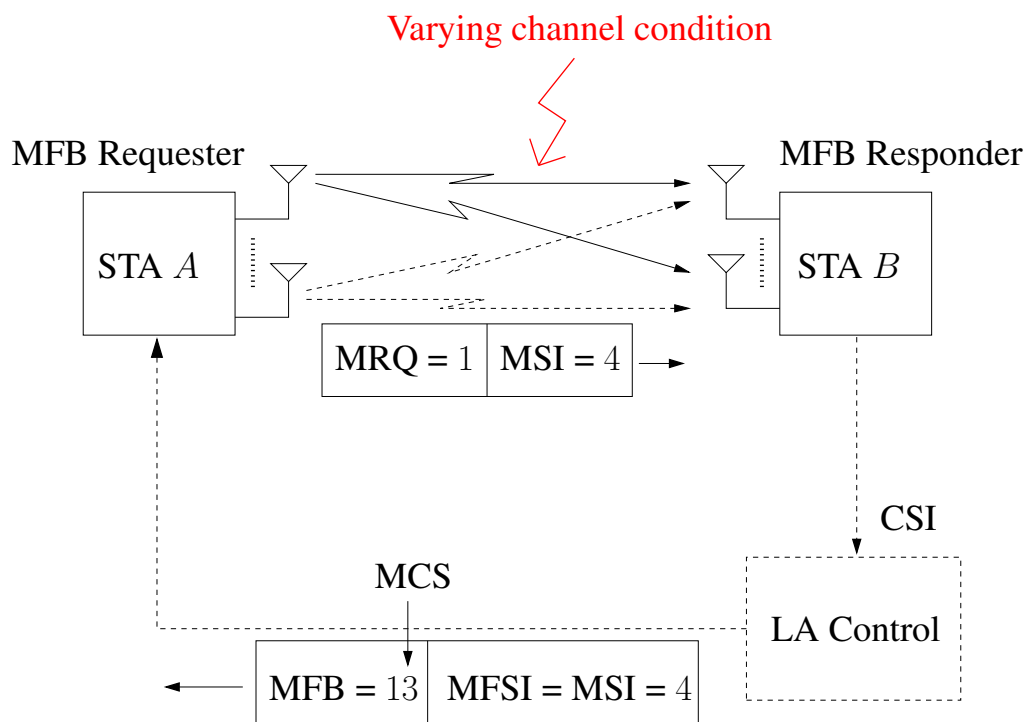 Varying channel condition
MFB Requester
MFB Responder
STA A
STA B
MRQ = 1
MSI = 4
CSI
MCS
LA Control
MFB = 13
MFSI = MSI = 4